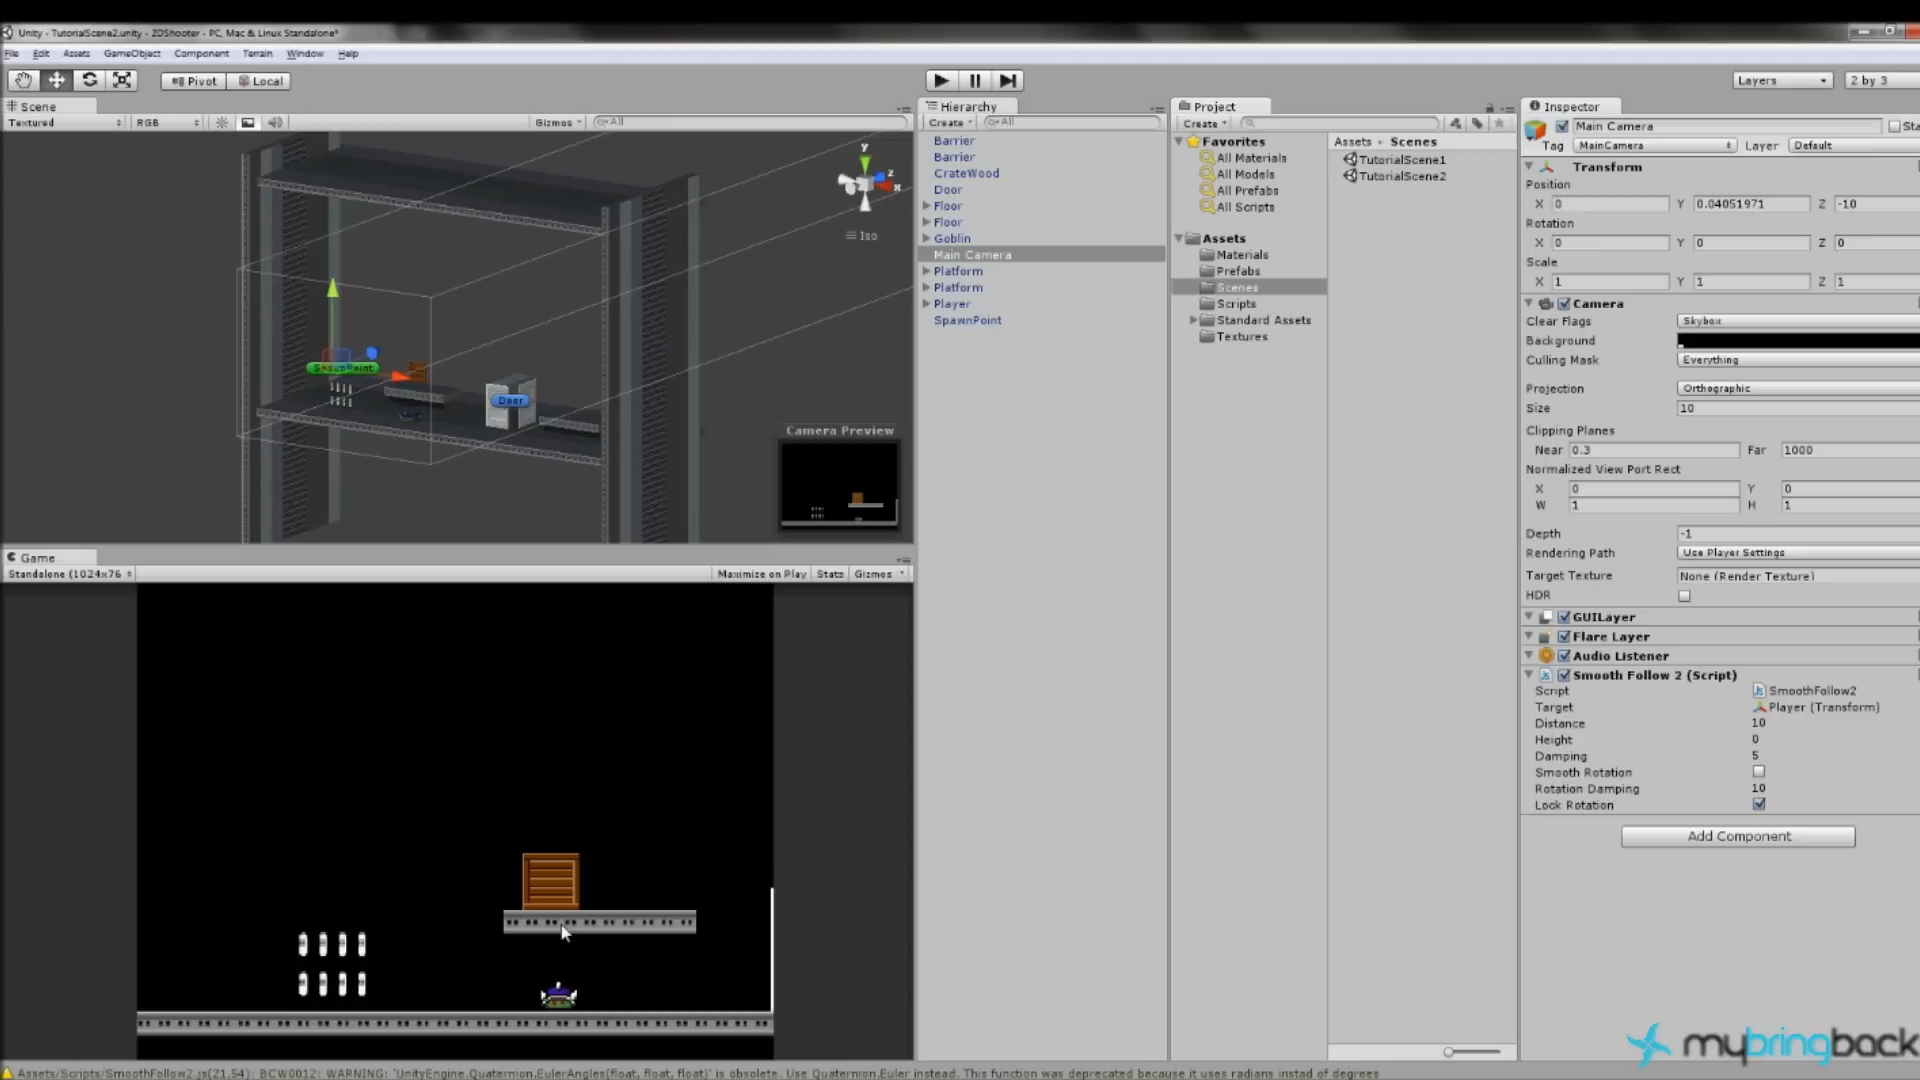 Unity - TutorialScene2.unity - 2DShooter - PC, Mac & Linux Standalone*
File Edit Assets GameObject Component Terrain Window Help
Pivot Local
Layers 2 by 3
Scene
Textured RGB Gizmos All
y
z
x
Iso
SpawnPoint
Door
Camera Preview
Game
Standalone (1024x76 Maximize on Play Stats Gizmos
Hierarchy
Create All
Barrier
Barrier
CrateWood
Door
Floor
Floor
Goblin
Main Camera
Platform
Platform
Player
SpawnPoint
Project
Create
Favorites
All Materials
All Models
All Prefabs
All Scripts
Assets
Materials
Prefabs
Scenes
Scripts
Standard Assets
Textures
Assets Scenes
TutorialScene1
TutorialScene2
Inspector
Main Camera Sta
Tag MainCamera Layer Default
Transform
Position
X 0 Y 0.04051971 Z -10
Rotation
X 0 Y 0 Z 0
Scale
X 1 Y 1 Z 1
Camera
Clear Flags Skybox
Background
Culling Mask Everything
Projection Orthographic
Size 10
Clipping Planes
Near 0.3 Far 1000
Normalized View Port Rect
X 0 Y 0
W 1 H 1
Depth -1
Rendering Path Use Player Settings
Target Texture None (Render Texture)
HDR
GUILayer
Flare Layer
Audio Listener
Smooth Follow 2 (Script)
Script SmoothFollow2
Target Player (Transform)
Distance 10
Height 0
Damping 5
Smooth Rotation
Rotation Damping 10
Lock Rotation
Add Component
mybringback
Assets/Scripts/SmoothFollow2.js(21,54): BCW0012: WARNING: 'UnityEngine.Quaternion.EulerAngles(float, float, float)' is obsolete. Use Quaternion.Euler instead. This function was deprecated because it uses radians instad of degrees